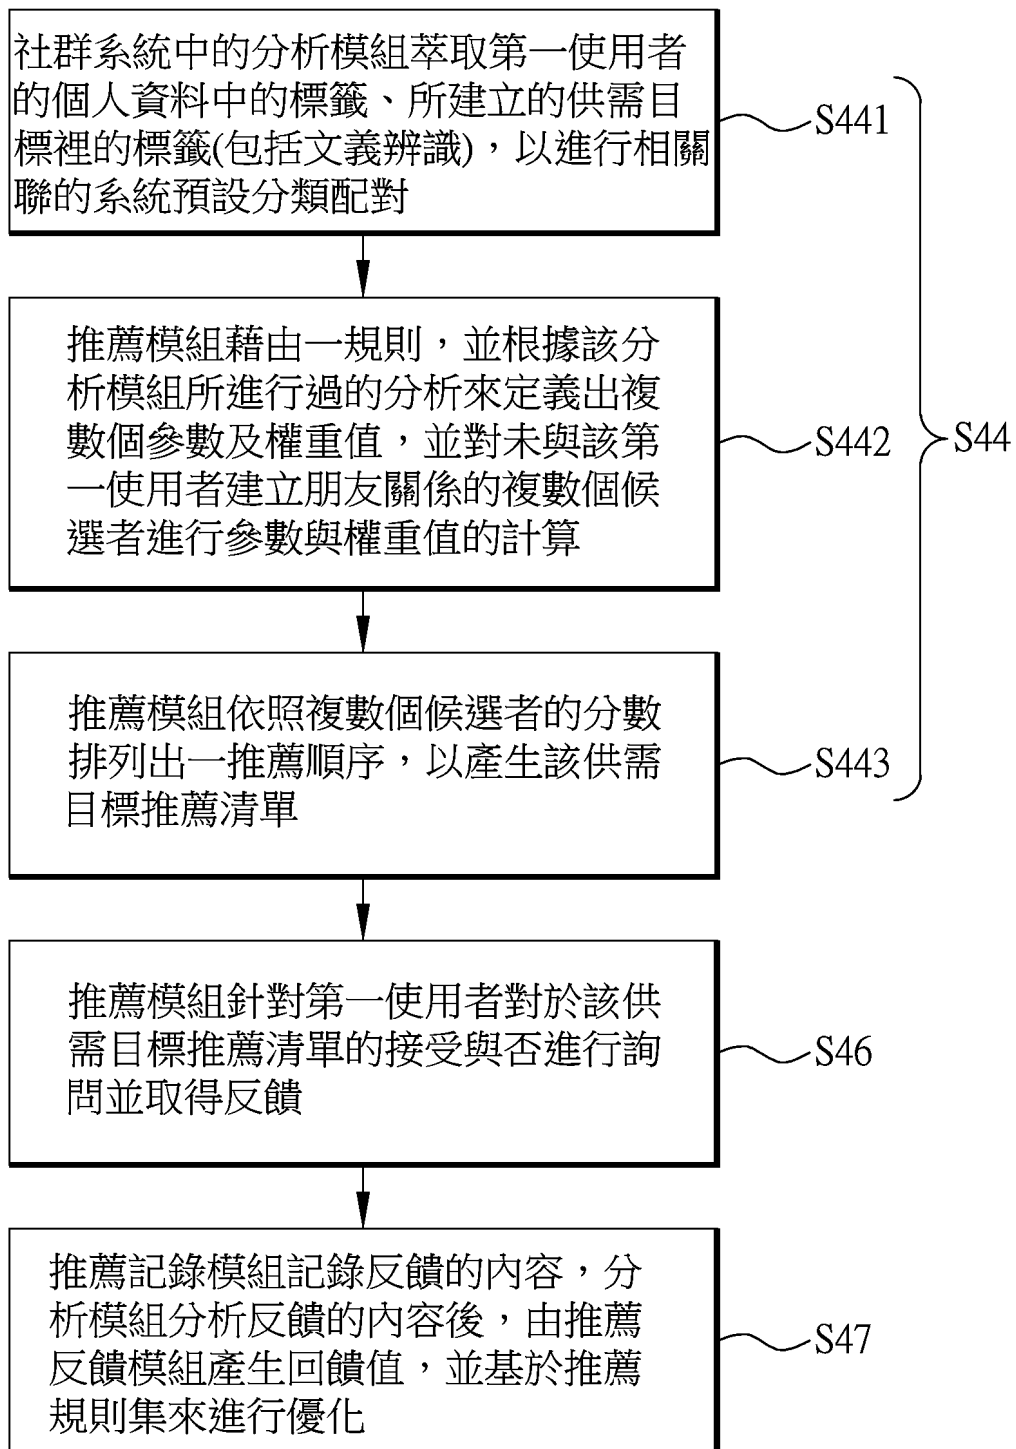 社群系統中的分析模組萃取第一使用者
的個人資料中的標籤、所建立的供需目
標裡的標籤(包括文義辨識)，以進行相關
聯的系統預設分類配對
S441
推薦模組藉由一規則，並根據該分
析模組所進行過的分析來定義出複
數個參數及權重值，並對未與該第
一使用者建立朋友關係的複數個候
選者進行參數與權重值的計算
S442
S44
推薦模組依照複數個候選者的分數
排列出一推薦順序，以產生該供需
目標推薦清單
S443
推薦模組針對第一使用者對於該供
需目標推薦清單的接受與否進行詢
問並取得反饋
S46
推薦記錄模組記錄反饋的內容，分
析模組分析反饋的內容後，由推薦
反饋模組產生回饋值，並基於推薦
規則集來進行優化
S47